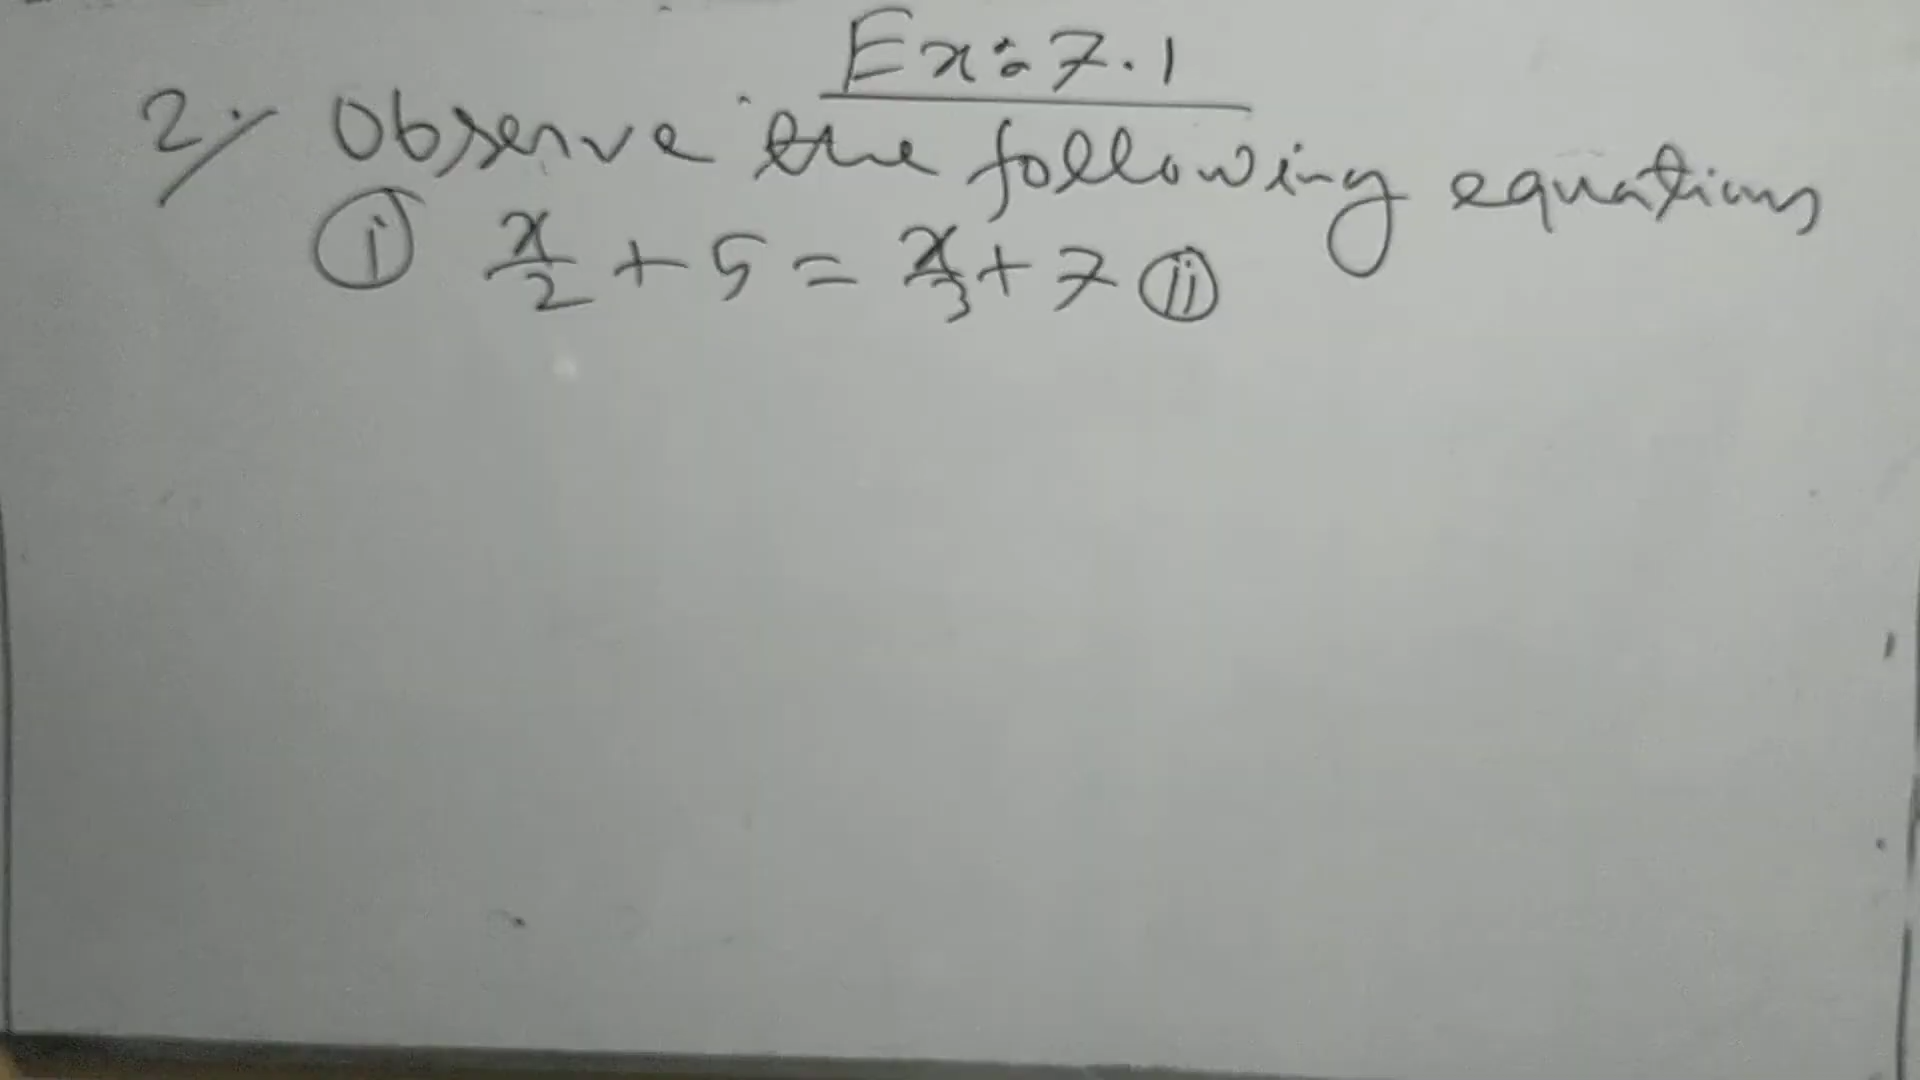 Ex: 7.1
2) Observe the following equations
(i) x/2 + 5 = x/3 + 7 (ii)